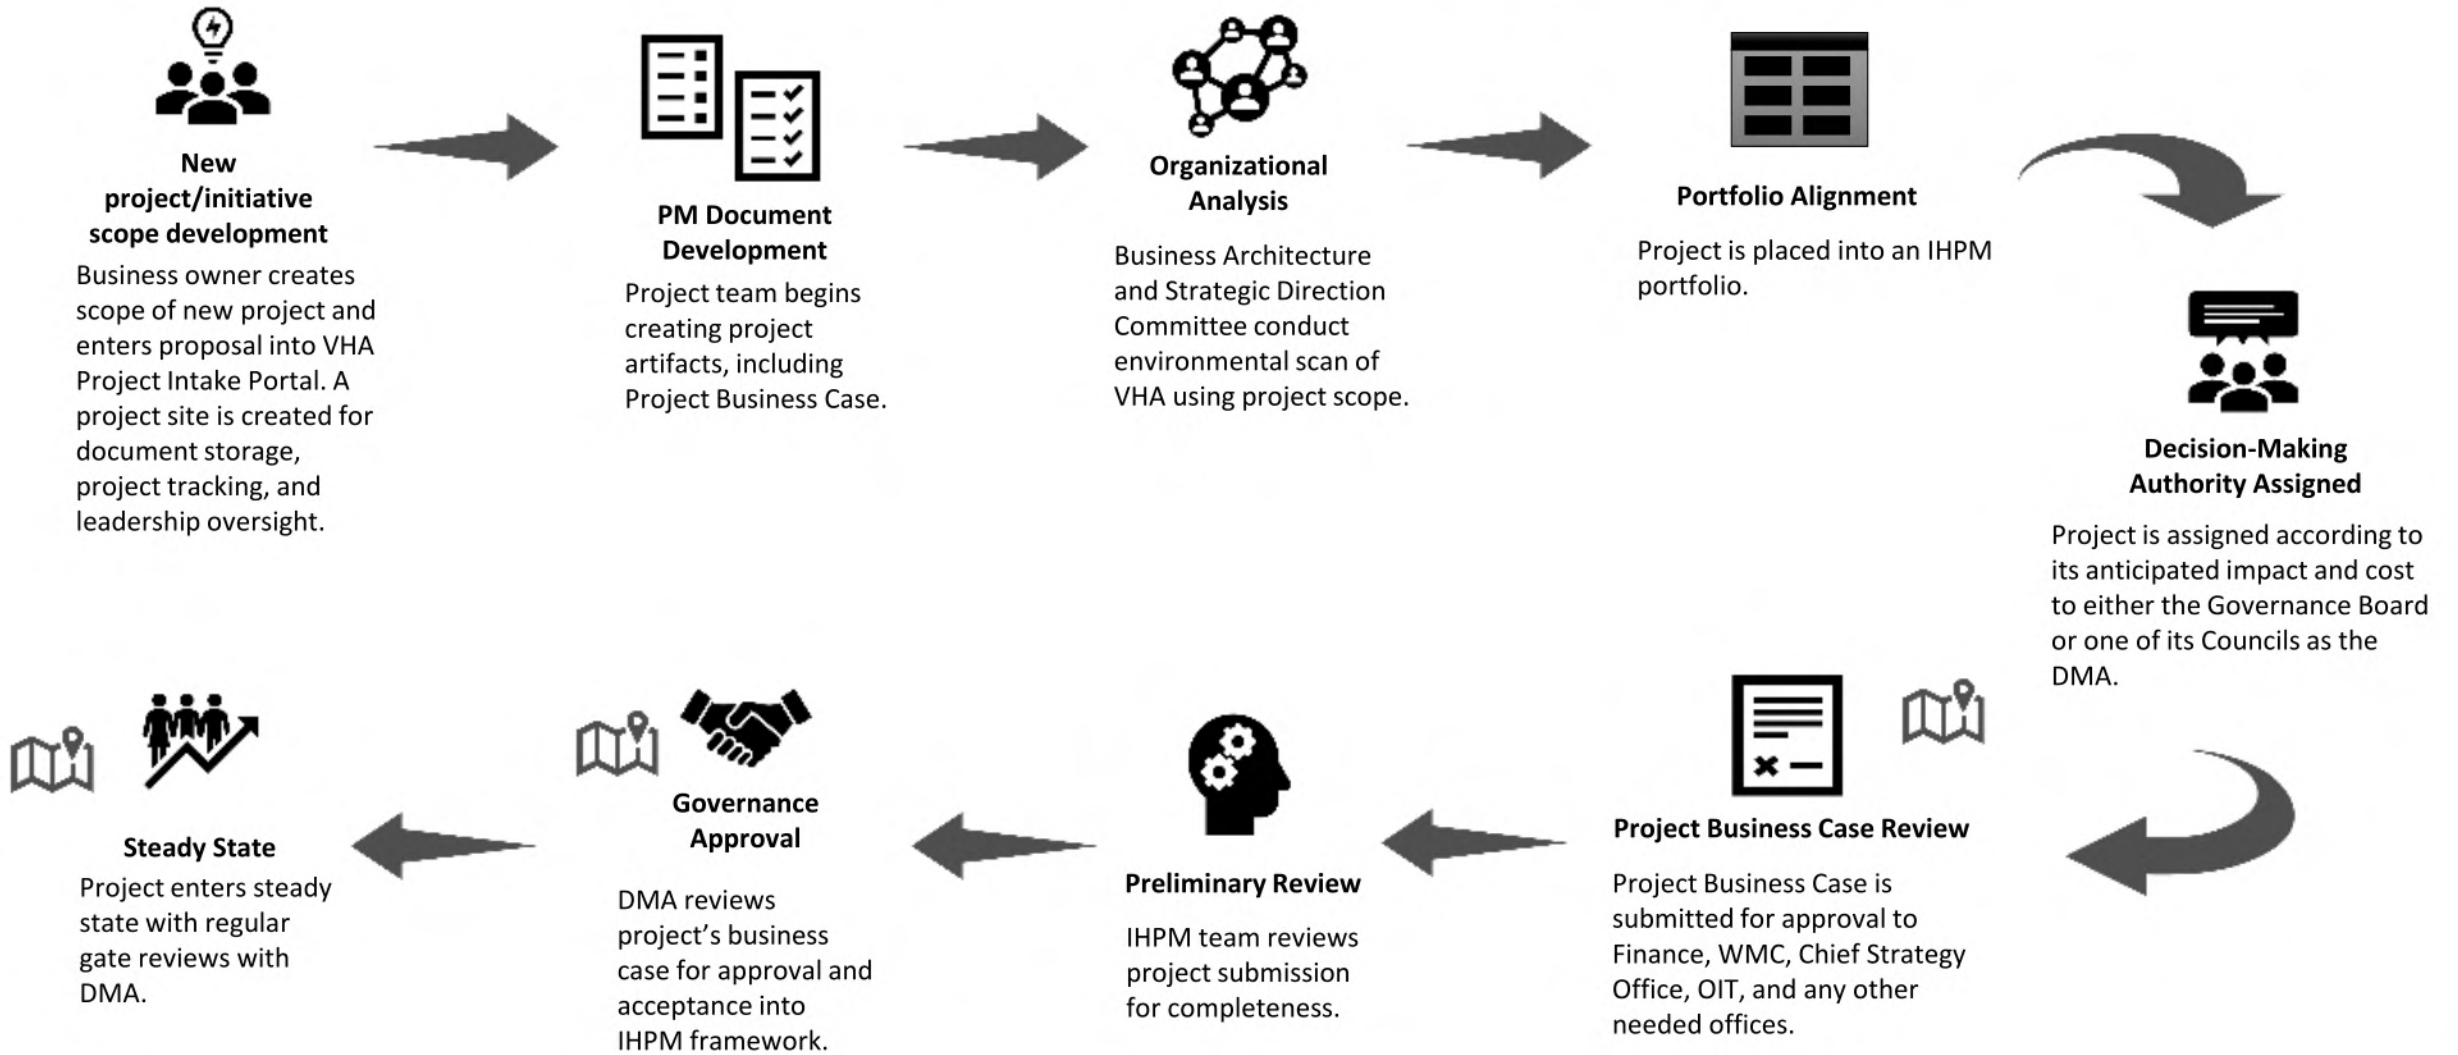 New
project/initiative
scope development
Business owner creates
scope of new project and
enters proposal into VHA
Project Intake Portal. A
project site is created for
document storage,
project tracking, and
leadership oversight.
PM Document
Development
Project team begins
creating project
artifacts, including
Project Business Case.
Organizational
Analysis
Business Architecture
and Strategic Direction
Committee conduct
environmental scan of
VHA using project scope.
Portfolio Alignment
Project is placed into an IHPM
portfolio.
Decision-Making
Authority Assigned
Project is assigned according to
its anticipated impact and cost
to either the Governance Board
or one of its Councils as the
DMA.
Project Business Case Review
Project Business Case is
submitted for approval to
Finance, WMC, Chief Strategy
Office, OIT, and any other
needed offices.
Preliminary Review
IHPM team reviews
project submission
for completeness.
Governance
Approval
DMA reviews
project’s business
case for approval and
acceptance into
IHPM framework.
Steady State
Project enters steady
state with regular
gate reviews with
DMA.